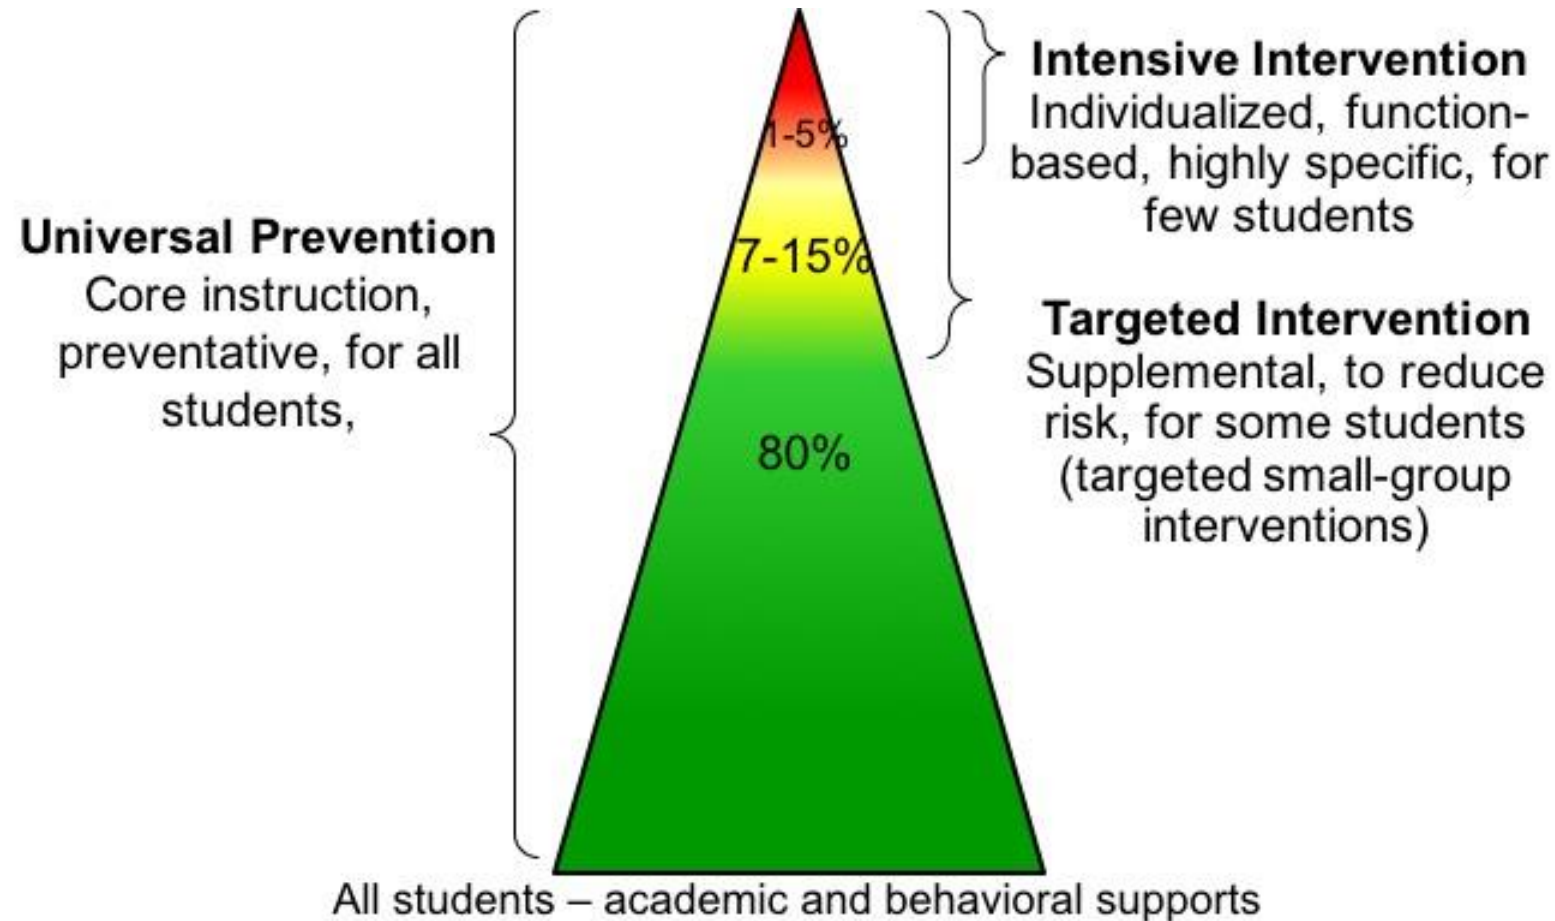 Universal Prevention
Core instruction,
preventative, for all
students,
1-5%
7-15%
80%
Intensive Intervention
Individualized, function-
based, highly specific, for
few students
Targeted Intervention
Supplemental, to reduce
risk, for some students
(targeted small-group
interventions)
All students – academic and behavioral supports